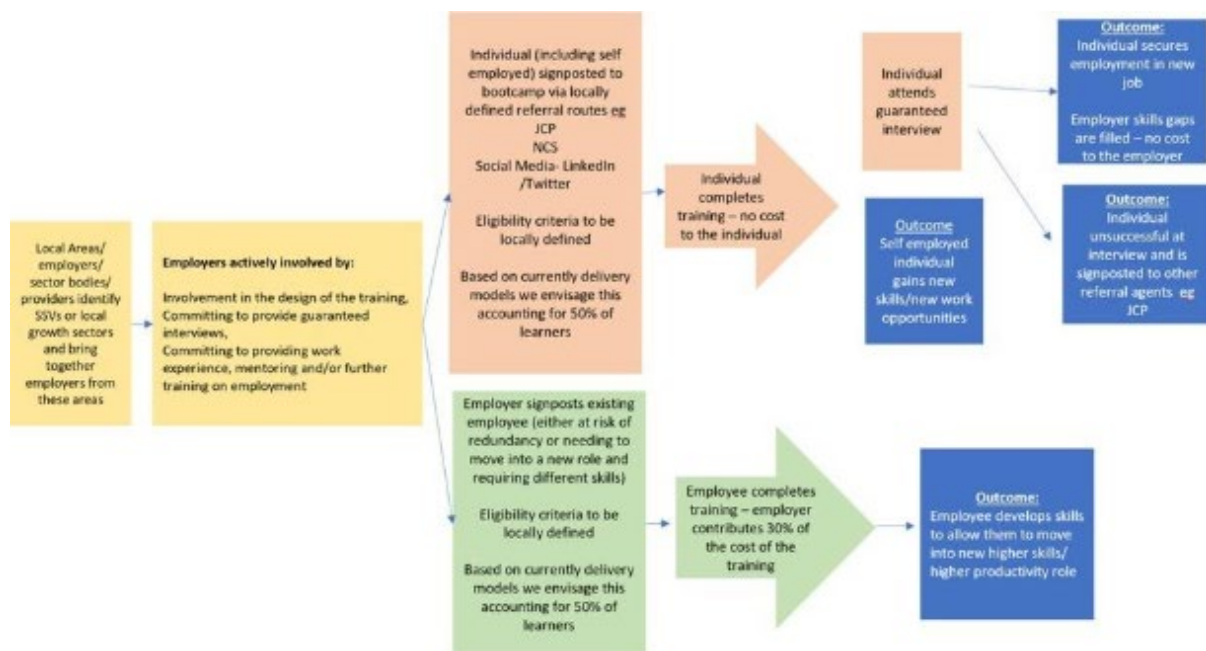 Local Areas/
employers/
sector bodies/
providers identify
SSVs or local
growth sectors
and bring
together
employers from
these areas
Employers actively involved by:
Involvement in the design of the training,
Committing to provide guaranteed
interviews,
Committing to providing work
experience, mentoring and/or further
training on employment
Individual (including self
employed) signposted to
bootcamp via locally
defined referral routes eg
JCP
NCS
Social Media- LinkedIn
/Twitter
Eligibility criteria to be
locally defined
Based on currently delivery
models we envisage this
accounting for 50% of
learners
Individual
completes
training – no cost
to the individual
Individual
attends
guaranteed
interview
Outcome:
Individual secures
employment in new
job
Employer skills gaps
are filled – no cost
to the employer
Outcome
Self employed
individual
gains new
skills/new work
opportunities
Outcome:
Individual
unsuccessful at
interview and is
signposted to other
referral agents eg
JCP
Employer signposts existing
employee (either at risk of
redundancy or needing to
move into a new role and
requiring different skills)
Eligibility criteria to be
locally defined
Based on currently delivery
models we envisage this
accounting for 50% of
learners
Employee completes
training – employer
contributes 30% of
the cost of the
training
Outcome:
Employee develops skills
to allow them to move
into new higher skills/
higher productivity role